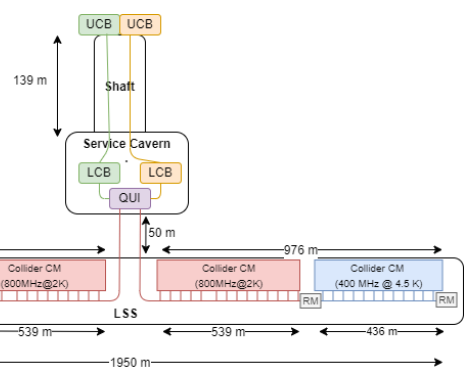 UCB UCB
139 m
Shaft
Service Cavern
LCB LCB
QUI
50 m
976 m
Collider CM
(800MHz@2K)
Collider CM
(800MHz@2K)
Collider CM
(400 MHz @ 4.5 K)
RM
RM
LSS
539 m
539 m
436 m
1950 m